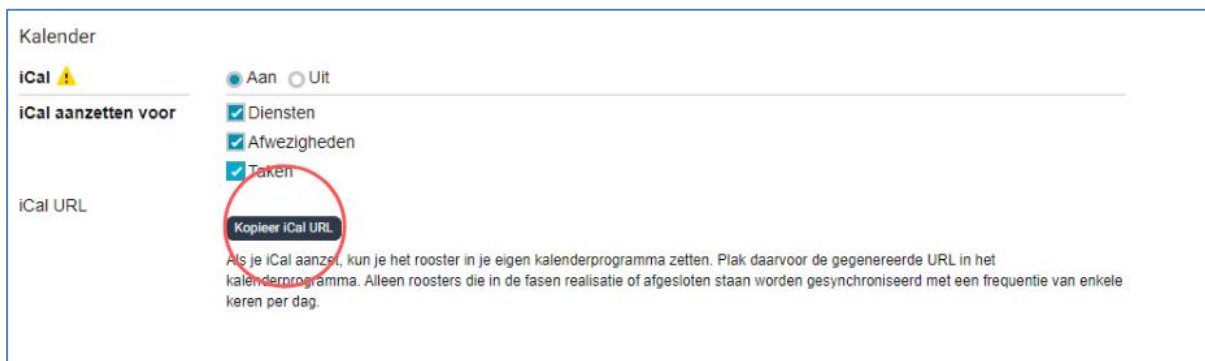 Kalender
iCal
Aan Uit
iCal aanzetten voor
Diensten
Afwezigheden
Taken
iCal URL
Kopieer iCal URL
Als je iCal aanzet, kun je het rooster in je eigen kalenderprogramma zetten. Plak daarvoor de gegenereerde URL in het
kalenderprogramma. Alleen roosters die in de fasen realisatie of afgesloten staan worden gesynchroniseerd met een frequentie van enkele
keren per dag.